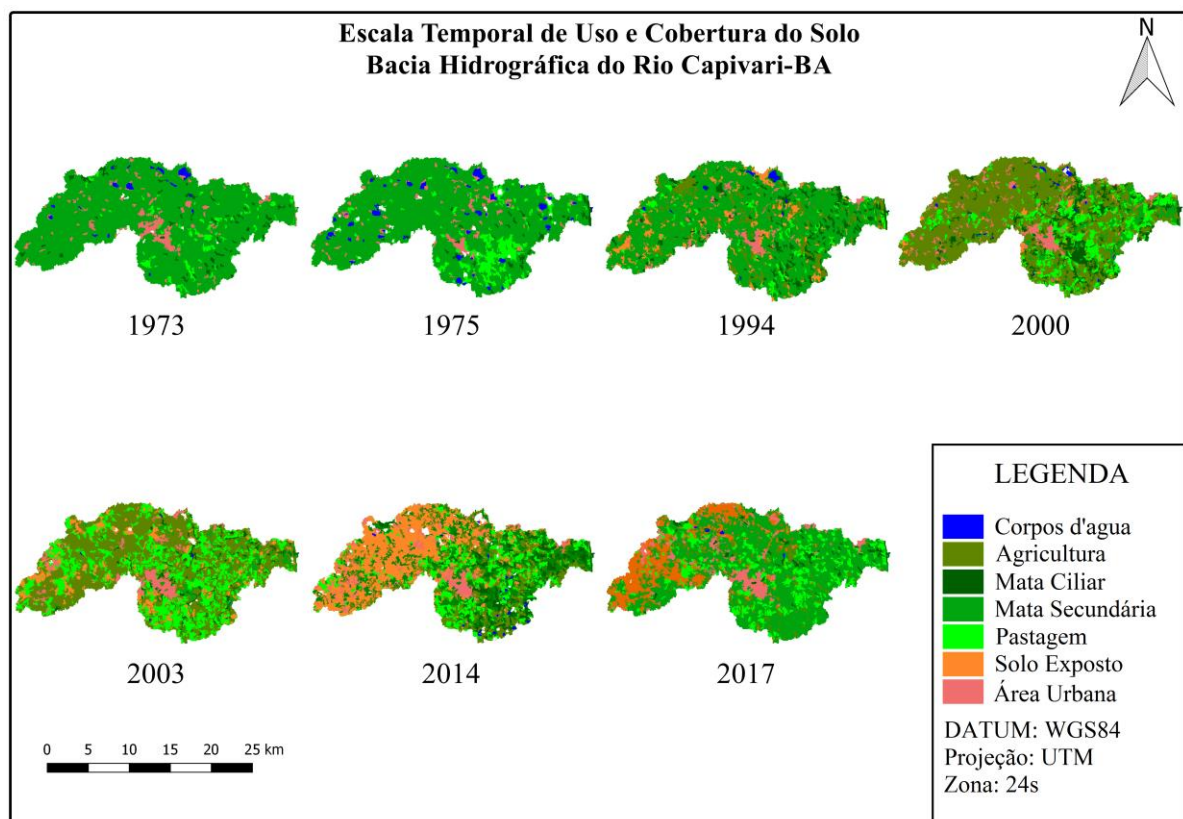 Escala Temporal de Uso e Cobertura do Solo
Bacia Hidrográfica do Rio Capivari-BA
N
1973
1975
1994
2000
2003
2014
2017
LEGENDA
Corpos d'agua
Agricultura
Mata Ciliar
Mata Secundária
Pastagem
Solo Exposto
Área Urbana
DATUM: WGS84
Projeção: UTM
Zona: 24s
0 5 10 15 20 25 km